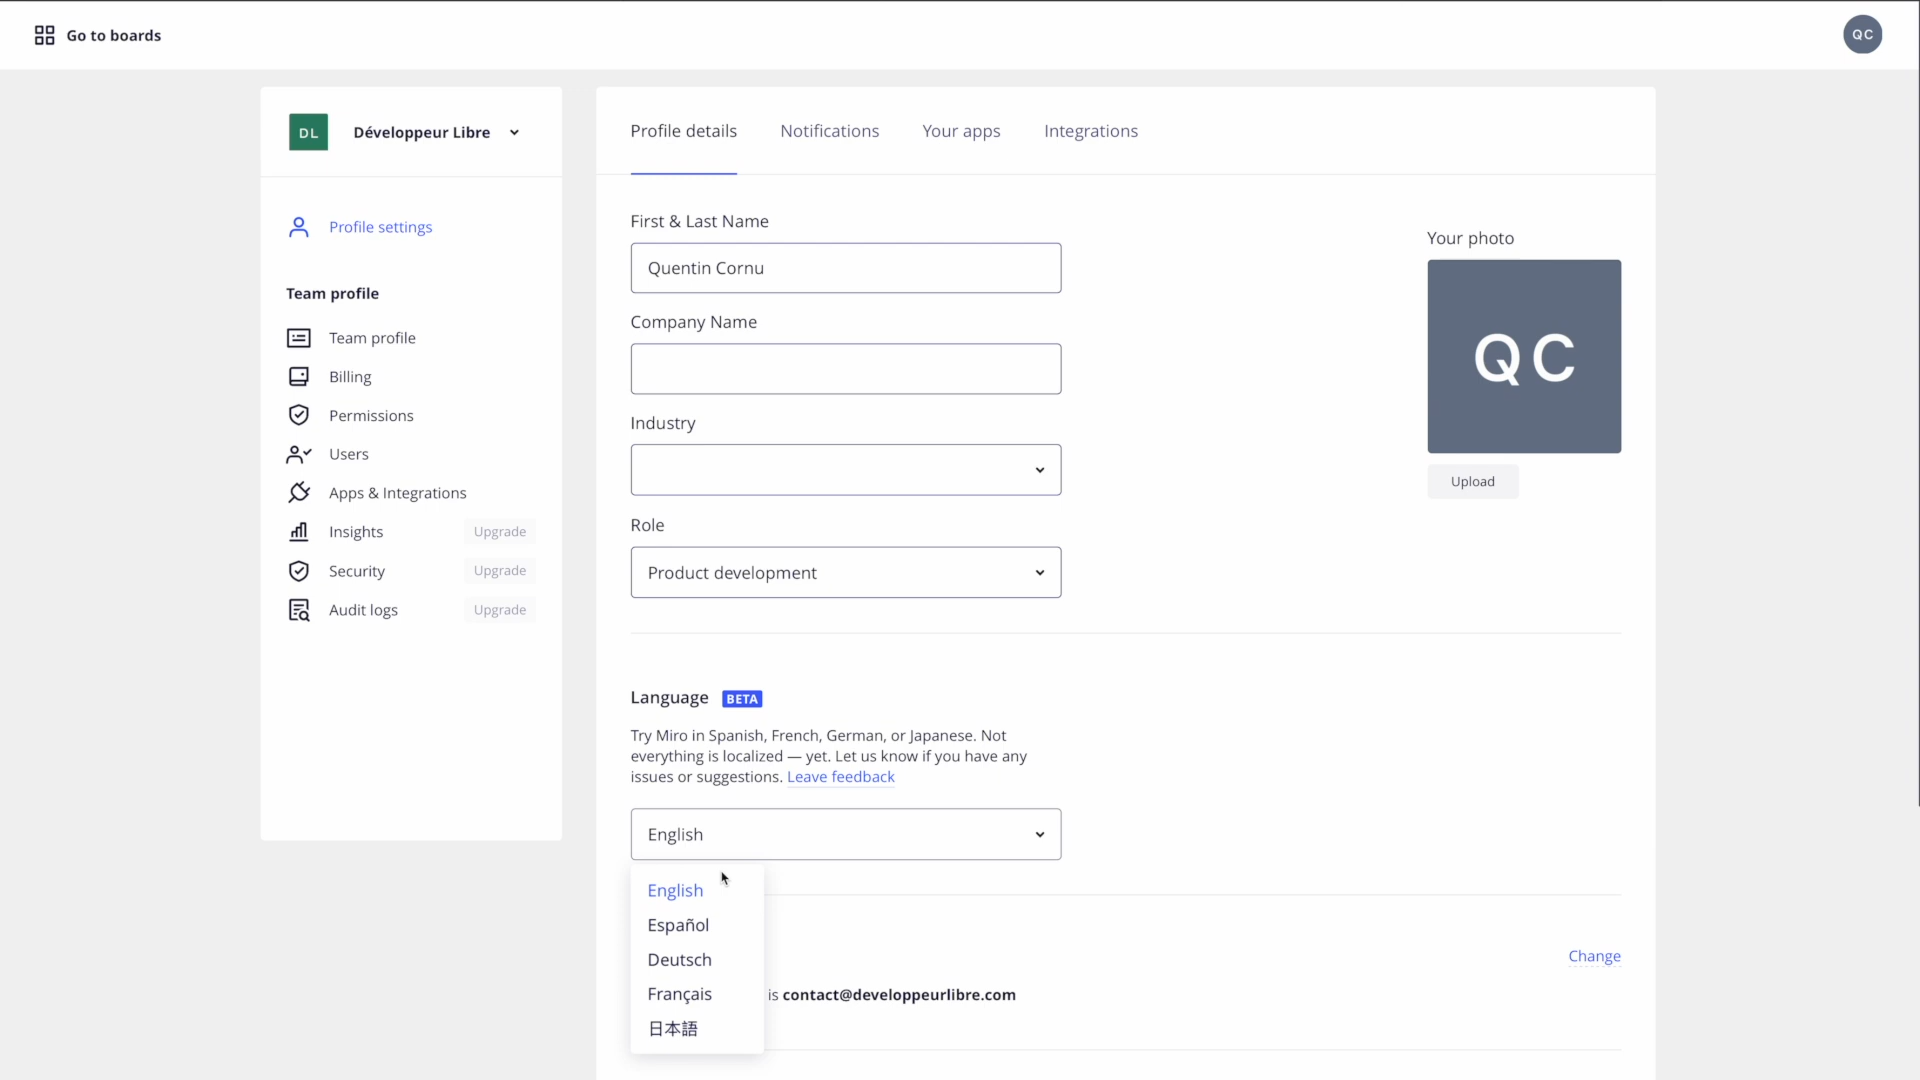 Go to boards
QC
DL
Développeur Libre
Profile settings
Team profile
Team profile
Billing
Permissions
Users
Apps & Integrations
Insights
Upgrade
Security
Upgrade
Audit logs
Upgrade
Profile details
Notifications
Your apps
Integrations
First & Last Name
Quentin Cornu
Company Name
Industry
Role
Product development
Your photo
QC
Upload
Language
BETA
Try Miro in Spanish, French, German, or Japanese. Not
everything is localized — yet. Let us know if you have any
issues or suggestions. Leave feedback
English
English
Español
Deutsch
Français
日本語
Change
is contact@developpeurlibre.com